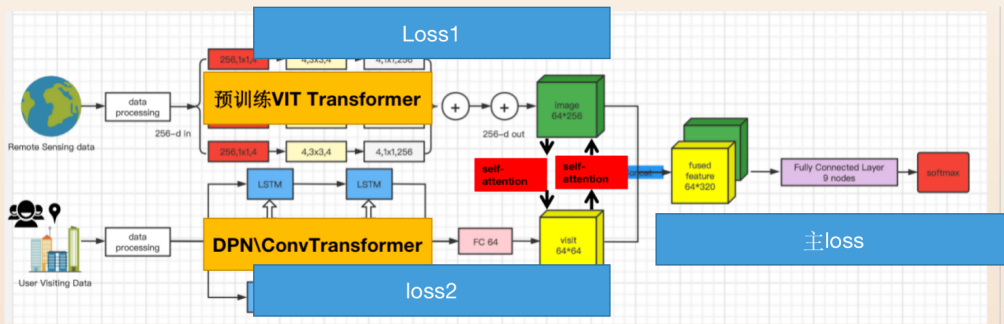 Loss1
256,1x1,4
4,3x3,4
4,1x1,256
预训练VIT Transformer
data
processing
Remote Sensing data
256-d in
256-d out
image
64*256
256,1x1,4
4,3x3,4
4,1x1,256
self-
attention
self-
attention
fused
feature
64*320
Fully Connected Layer
9 nodes
softmax
LSTM
LSTM
DPN\ConvTransformer
data
processing
User Visiting Data
FC 64
visit
64*64
主loss
loss2